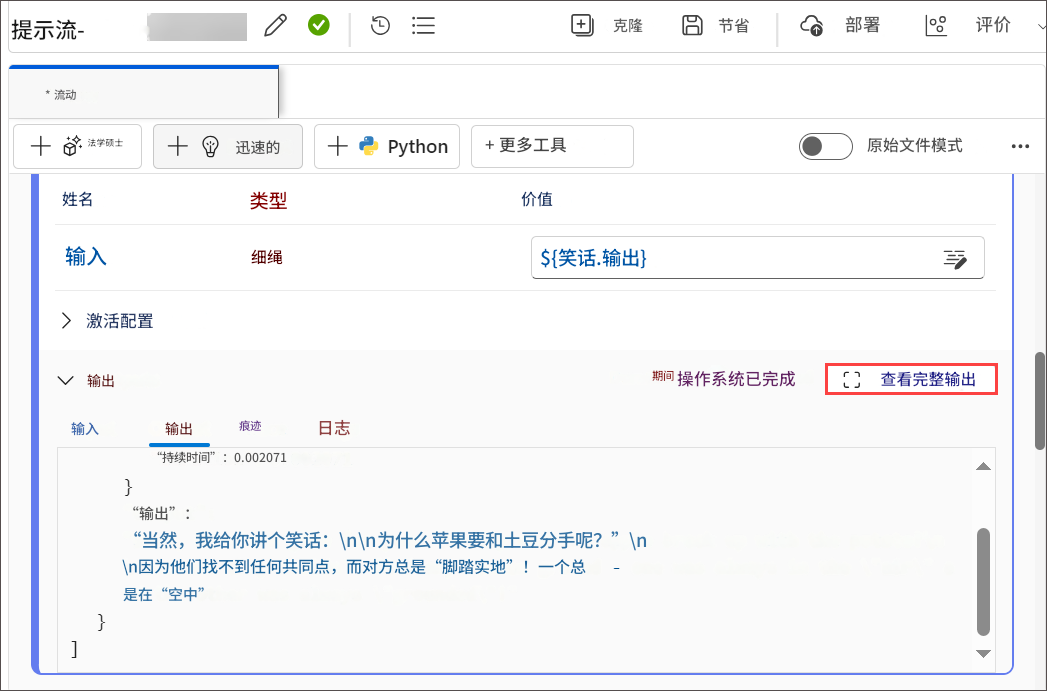 提示流-
克隆
节省
部署
评价
* 流动
法学硕士
迅速的
Python
+ 更多工具
原始文件模式
姓名 类型 价值
输入 细绳 ${笑话.输出}
激活配置
输出 期间 操作系统已完成 查看完整输出
输入 输出 痕迹 日志
“持续时间”：0.002071
}
“输出”：
“当然，我给你讲个笑话：\n\n为什么苹果要和土豆分手呢？”\n
\n因为他们找不到任何共同点，而对方总是“脚踏实地”！一个总 -
是在“空中”
}
]